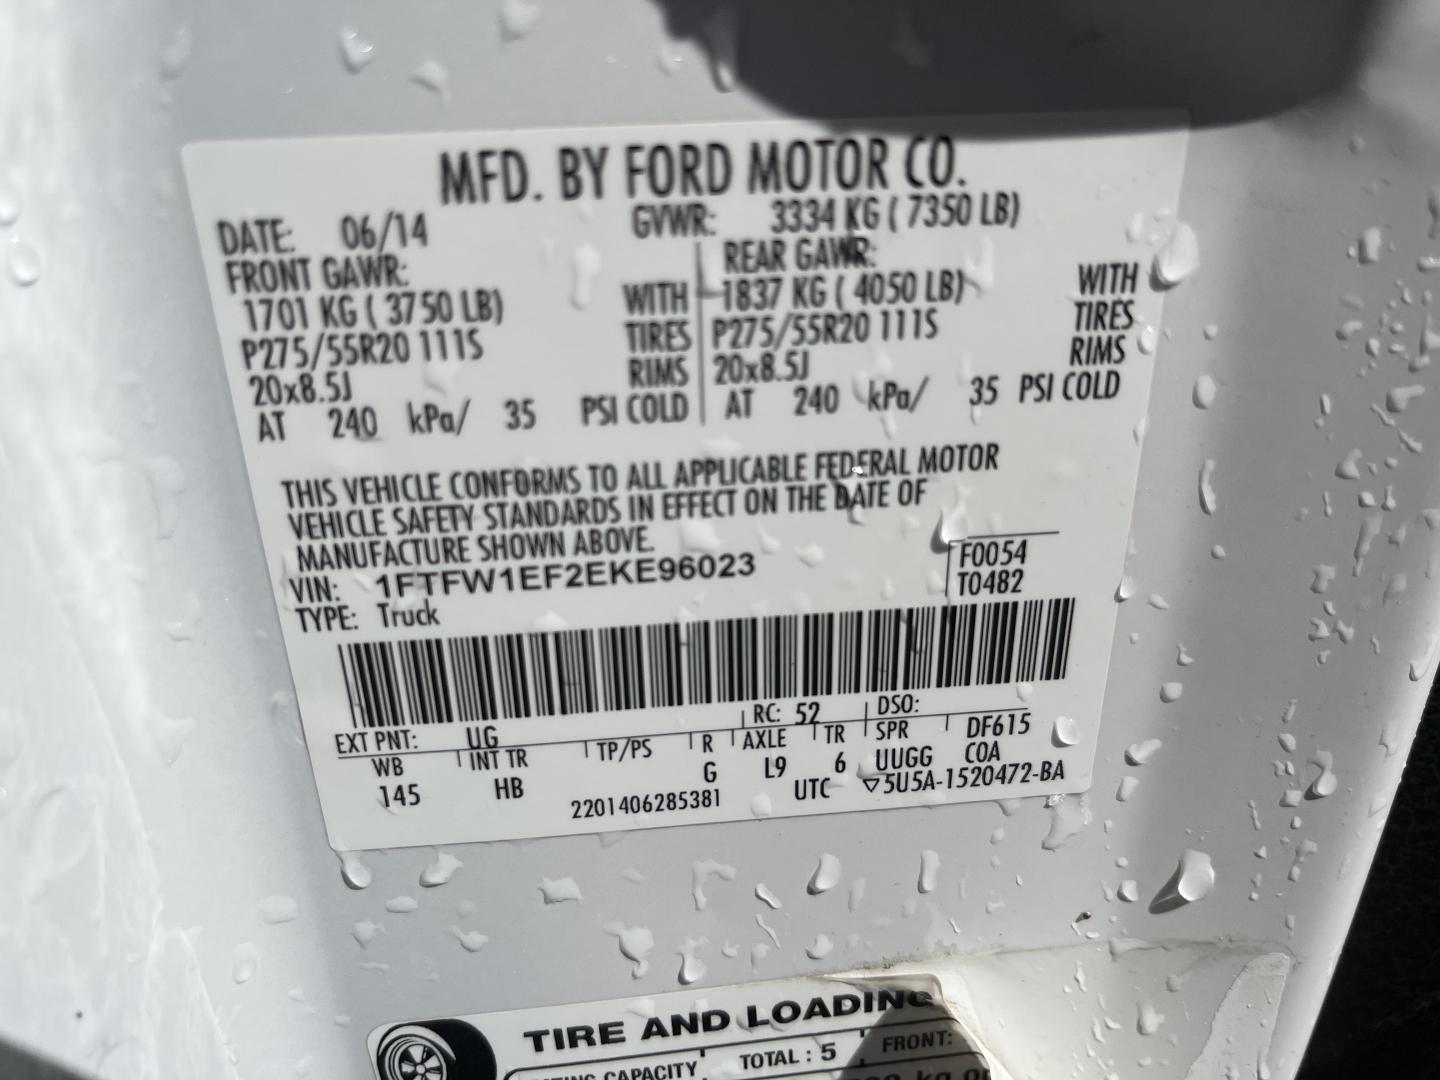 MFD. BY FORD MOTOR CO.
DATE: 06/14 GVWR: 3334 KG ( 7350 LB)
FRONT GAWR: REAR GAWR:
1701 KG ( 3750 LB) WITH 1837 KG ( 4050 LB) WITH
P275/55R20 111S TIRES P275/55R20 111S TIRES
20x8.5J RIMS 20x8.5J RIMS
AT 240 kPa/ 35 PSI COLD AT 240 kPa/ 35 PSI COLD
THIS VEHICLE CONFORMS TO ALL APPLICABLE FEDERAL MOTOR
VEHICLE SAFETY STANDARDS IN EFFECT ON THE DATE OF
MANUFACTURE SHOWN ABOVE.
VIN: 1FTFW1EF2EKE96023 F0054
TYPE: Truck T0482
EXT PNT: UG RC: 52 DSO:
WB INT TR TP/PS R AXLE TR SPR DF615
145 HB G L9 6 UUGG COA
2201406285381 UTC ▽5U5A-1520472-BA
TIRE AND LOADING
CAPACITY TOTAL : 5 FRONT:
kg or